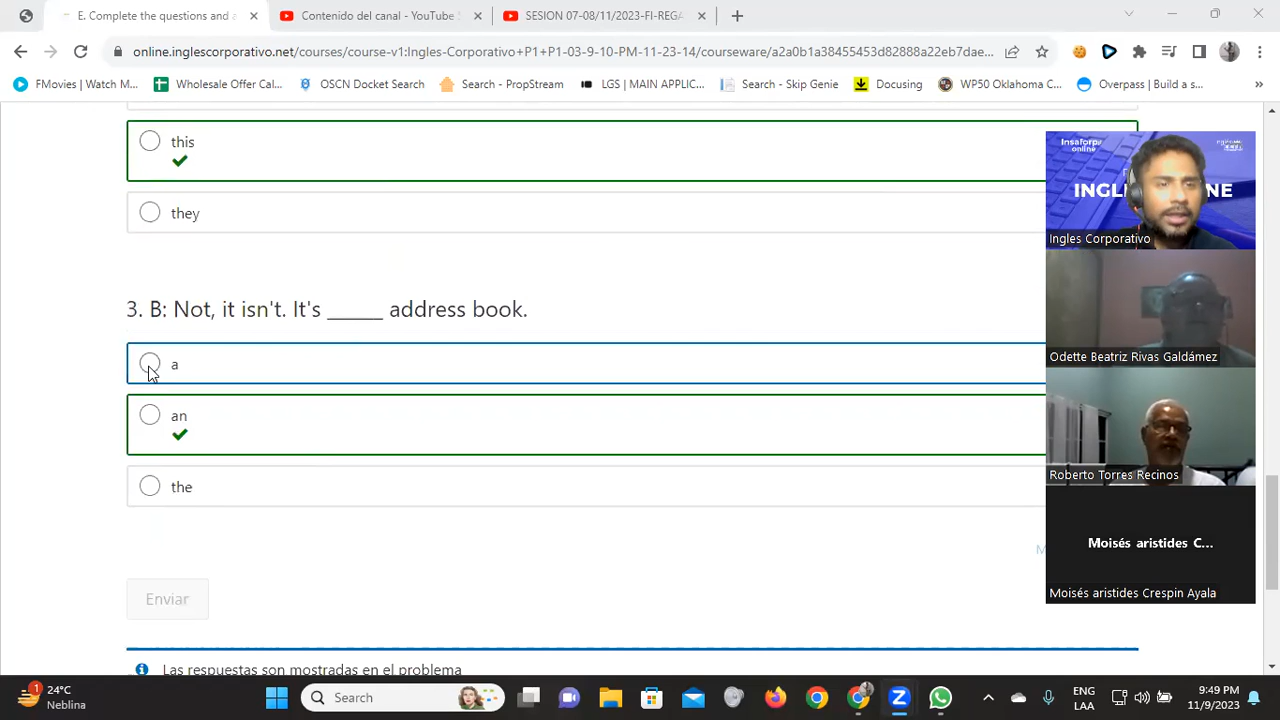 E. Complete the questions and a
Contenido del canal - YouTube
SESION 07-08/11/2023-FI-REGA
online.inglescorporativo.net/courses/course-v1:Ingles-Corporativo+P1+P1-03-9-10-PM-11-23-14/courseware/a2a0b1a38455453d82888a22eb7dae...
FMovies | Watch M...
Wholesale Offer Cal...
OSCN Docket Search
Search - PropStream
LGS | MAIN APPLIC...
Search - Skip Genie
Docusing
WP50 Oklahoma C...
Overpass | Build a s...
this
they
3. B: Not, it isn't. It's ______ address book.
a
an
the
Enviar
Las respuestas son mostradas en el problema
Insaforp
online
INGL
NE
Ingles Corporativo
Odette Beatriz Rivas Galdámez
Roberto Torres Recinos
Moisés aristides C...
Moisés aristides Crespin Ayala
1
24°C
Neblina
Search
ENG
LAA
9:49 PM
11/9/2023